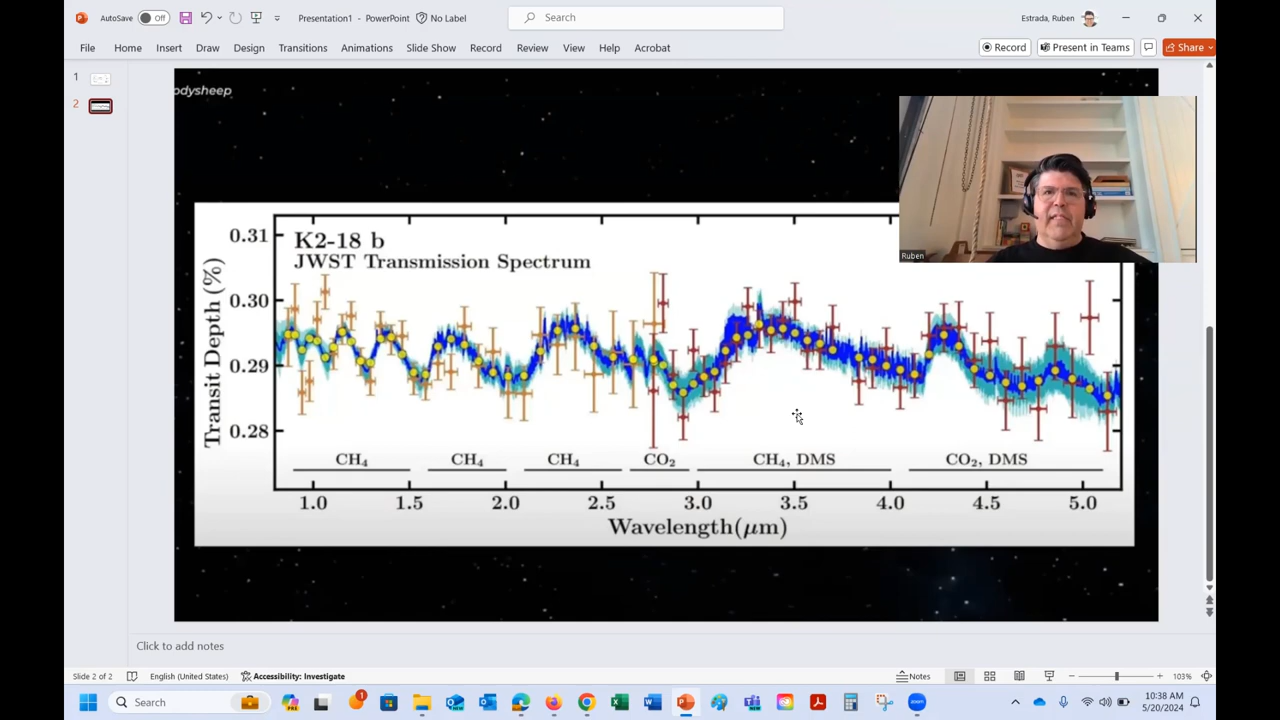 AutoSave Off Presentation1 - PowerPoint No Label Search Estrada, Ruben
File Home Insert Draw Design Transitions Animations Slide Show Record Review View Help Acrobat Record Present in Teams Share
1
2
odysheep
Ruben
K2-18 b
JWST Transmission Spectrum
Transit Depth (%)
0.31
0.30
0.29
0.28
CH₄ CH₄ CH₄ CO₂ CH₄, DMS CO₂, DMS
1.0 1.5 2.0 2.5 3.0 3.5 4.0 4.5 5.0
Wavelength(μm)
Click to add notes
Slide 2 of 2 English (United States) Accessibility: Investigate Notes 103%
Search 1 10:38 AM
5/20/2024